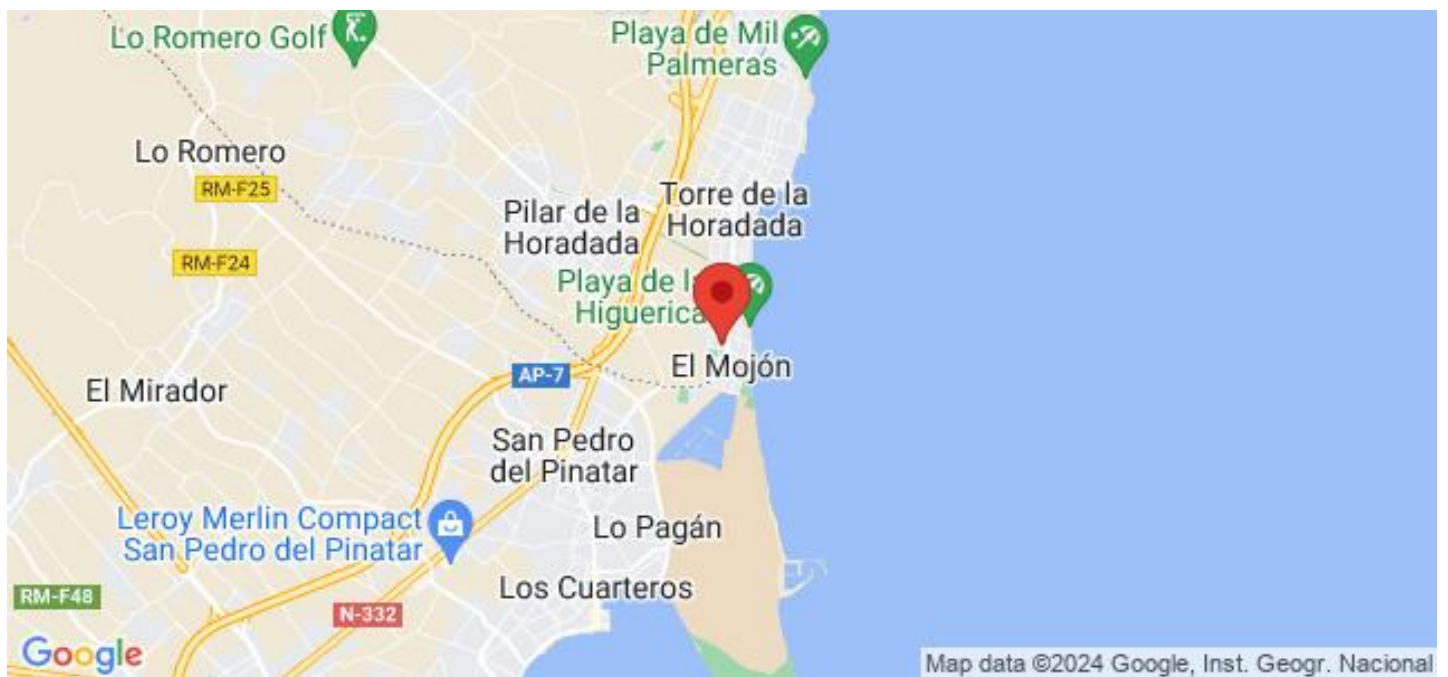 Lo Romero Golf
Playa de Mil
Palmeras
Lo Romero
RM-F25
Torre de la
Horadada
Pilar de la
Horadada
RM-F24
Playa de l
Higuerica
El Mojón
AP-7
El Mirador
San Pedro
del Pinatar
Leroy Merlin Compact
San Pedro del Pinatar
Lo Pagán
Los Cuarteros
RM-F48
N-332
Google
Map data ©2024 Google, Inst. Geogr. Nacional